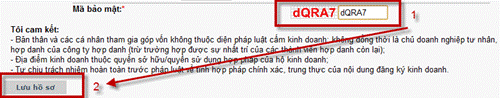 Mã bảo mật:* dQRA7 dQRA7 1
Tôi cam kết:
- Bản thân và các cá nhân tham gia góp vốn không thuộc diện pháp luật cấm kinh doanh; không đồng thời là chủ doanh nghiệp tư nhân,
hợp danh của công ty hợp danh (trừ trường hợp được sự nhất trí của các thành viên hợp danh còn lại);
- Địa điểm kinh doanh thuộc quyền sở hữu/quyền sử dụng hợp pháp của hộ kinh doanh;
- Tự chịu trách nhiệm hoàn toàn trước pháp luật về tính hợp pháp chính xác, trung thực của nội dung đăng ký kinh doanh.
Lưu hồ sơ 2